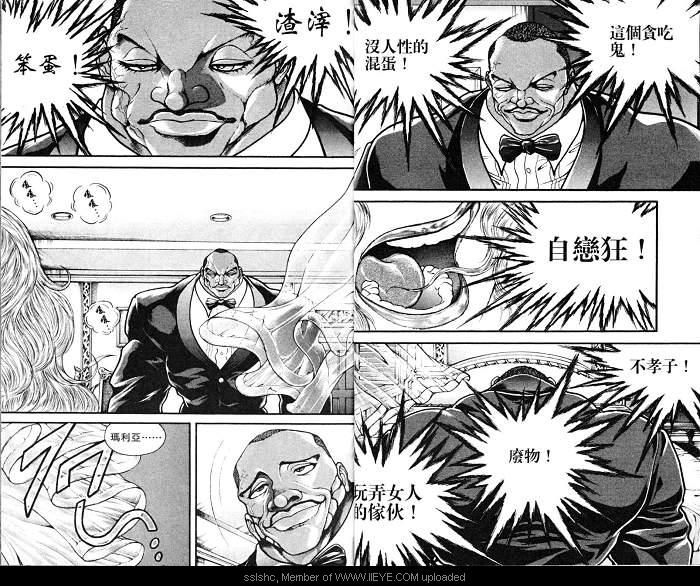 這個貪吃
鬼！
沒人性的
混蛋！
自戀狂！
不孝子！
廢物！
玩弄女人
的傢伙！
渣滓！
笨蛋！
瑪利亞……
sslshc, Member of WWW.IIEYE.COM uploaded